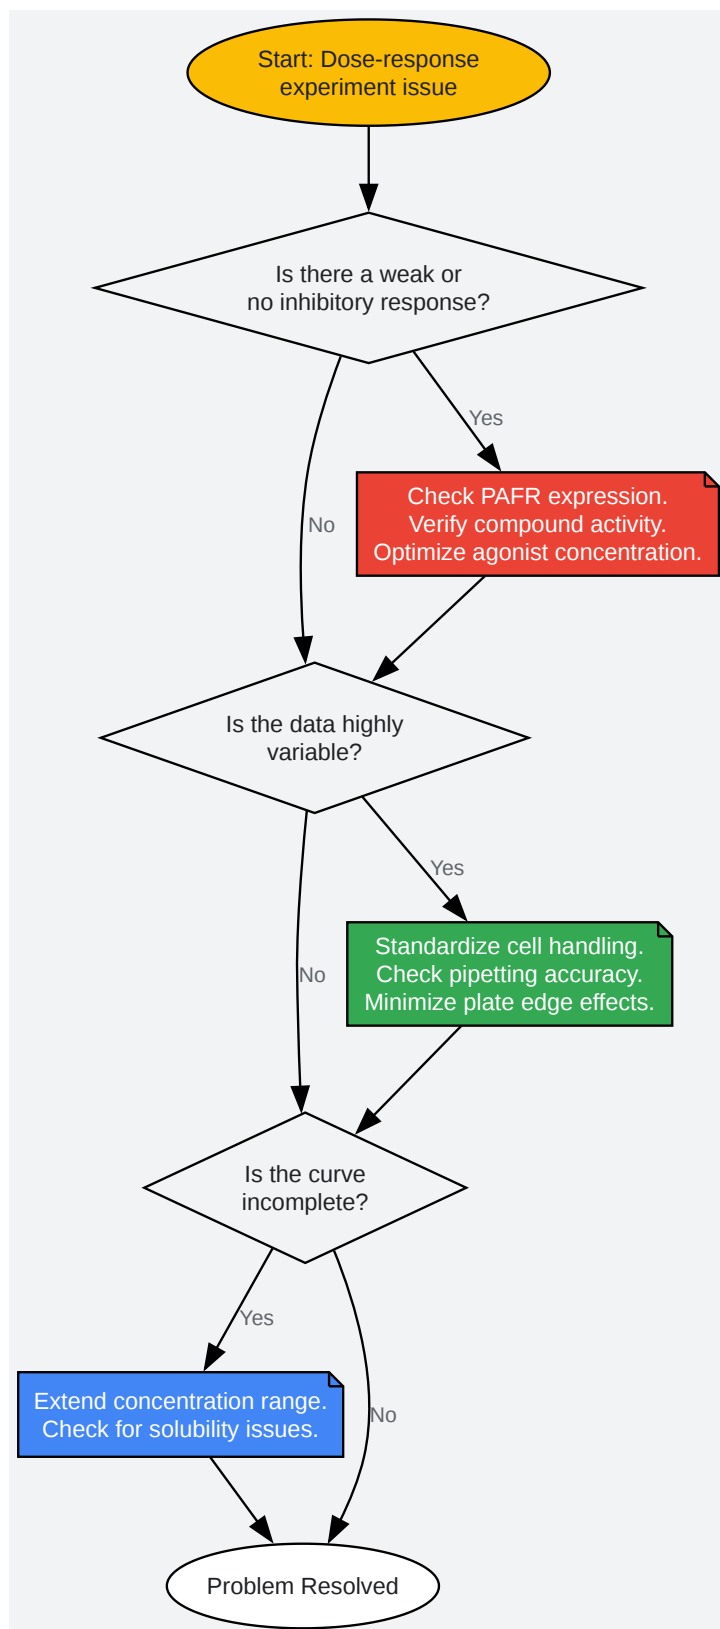 Start: Dose-response
experiment issue
Is there a weak or
no inhibitory response?
Yes
No
Check PAFR expression.
Verify compound activity.
Optimize agonist concentration.
Is the data highly
variable?
Yes
No
Standardize cell handling.
Check pipetting accuracy.
Minimize plate edge effects.
Is the curve
incomplete?
Yes
No
Extend concentration range.
Check for solubility issues.
Problem Resolved